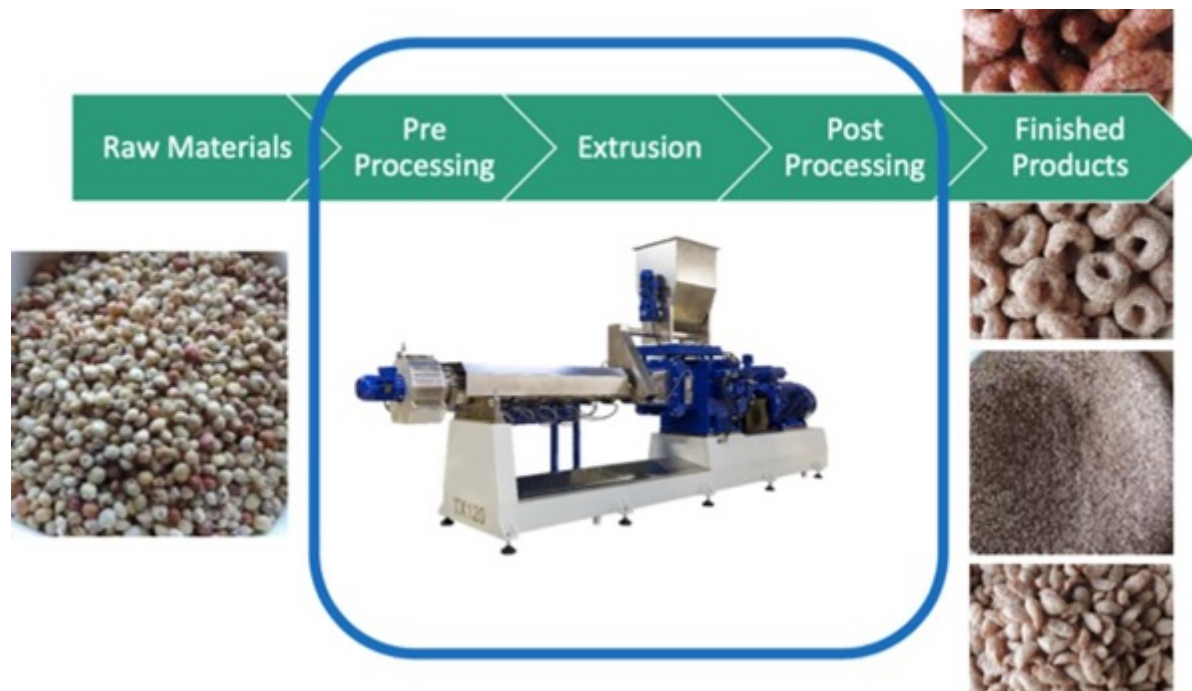 Raw Materials
Pre
Processing
Extrusion
Post
Processing
Finished
Products
TX120